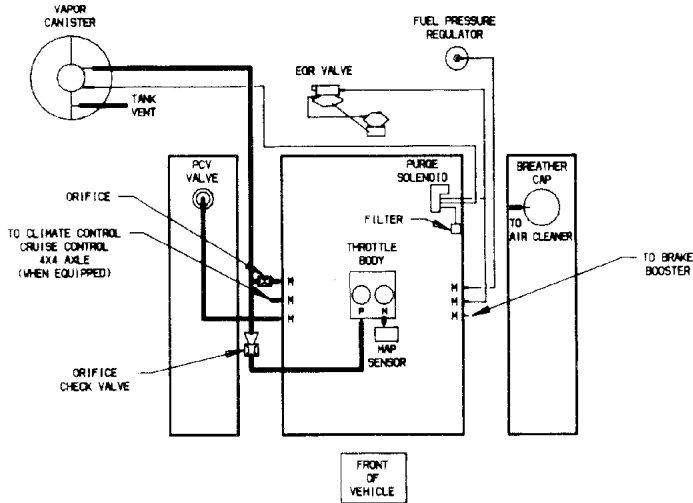 VAPOR
CANISTER
FUEL PRESSURE
REGULATOR
EGR VALVE
TANK
VENT
PCV
VALVE
PURGE
SOLENOID
BREATHER
CAP
ORIFICE
FILTER
TO
AIR CLEANER
TO CLIMATE CONTROL
CRUISE CONTROL
4X4 AXLE
(WHEN EQUIPPED)
THROTTLE
BODY
TO BRAKE
BOOSTER
M
M
M
M
M
M
P
M
MAP
SENSOR
ORIFICE
CHECK VALVE
FRONT
OF
VEHICLE